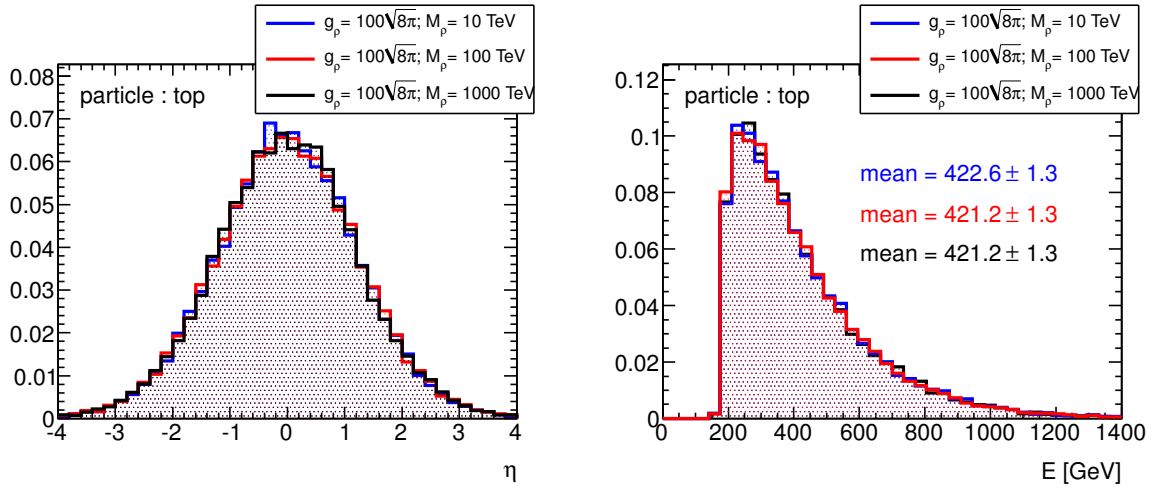 g_ρ= 100√8π; M_ρ= 10 TeV
g_ρ= 100√8π; M_ρ= 100 TeV
g_ρ= 100√8π; M_ρ= 1000 TeV
particle : top
0.08
0.07
0.06
0.05
0.04
0.03
0.02
0.01
0
-4 -3 -2 -1 0 1 2 3 4
η
g_ρ= 100√8π; M_ρ= 10 TeV
g_ρ= 100√8π; M_ρ= 100 TeV
g_ρ= 100√8π; M_ρ= 1000 TeV
particle : top
0.12
0.1
0.08
0.06
0.04
0.02
0
mean = 422.6 ± 1.3
mean = 421.2 ± 1.3
mean = 421.2 ± 1.3
0 200 400 600 800 1000 1200 1400
E [GeV]